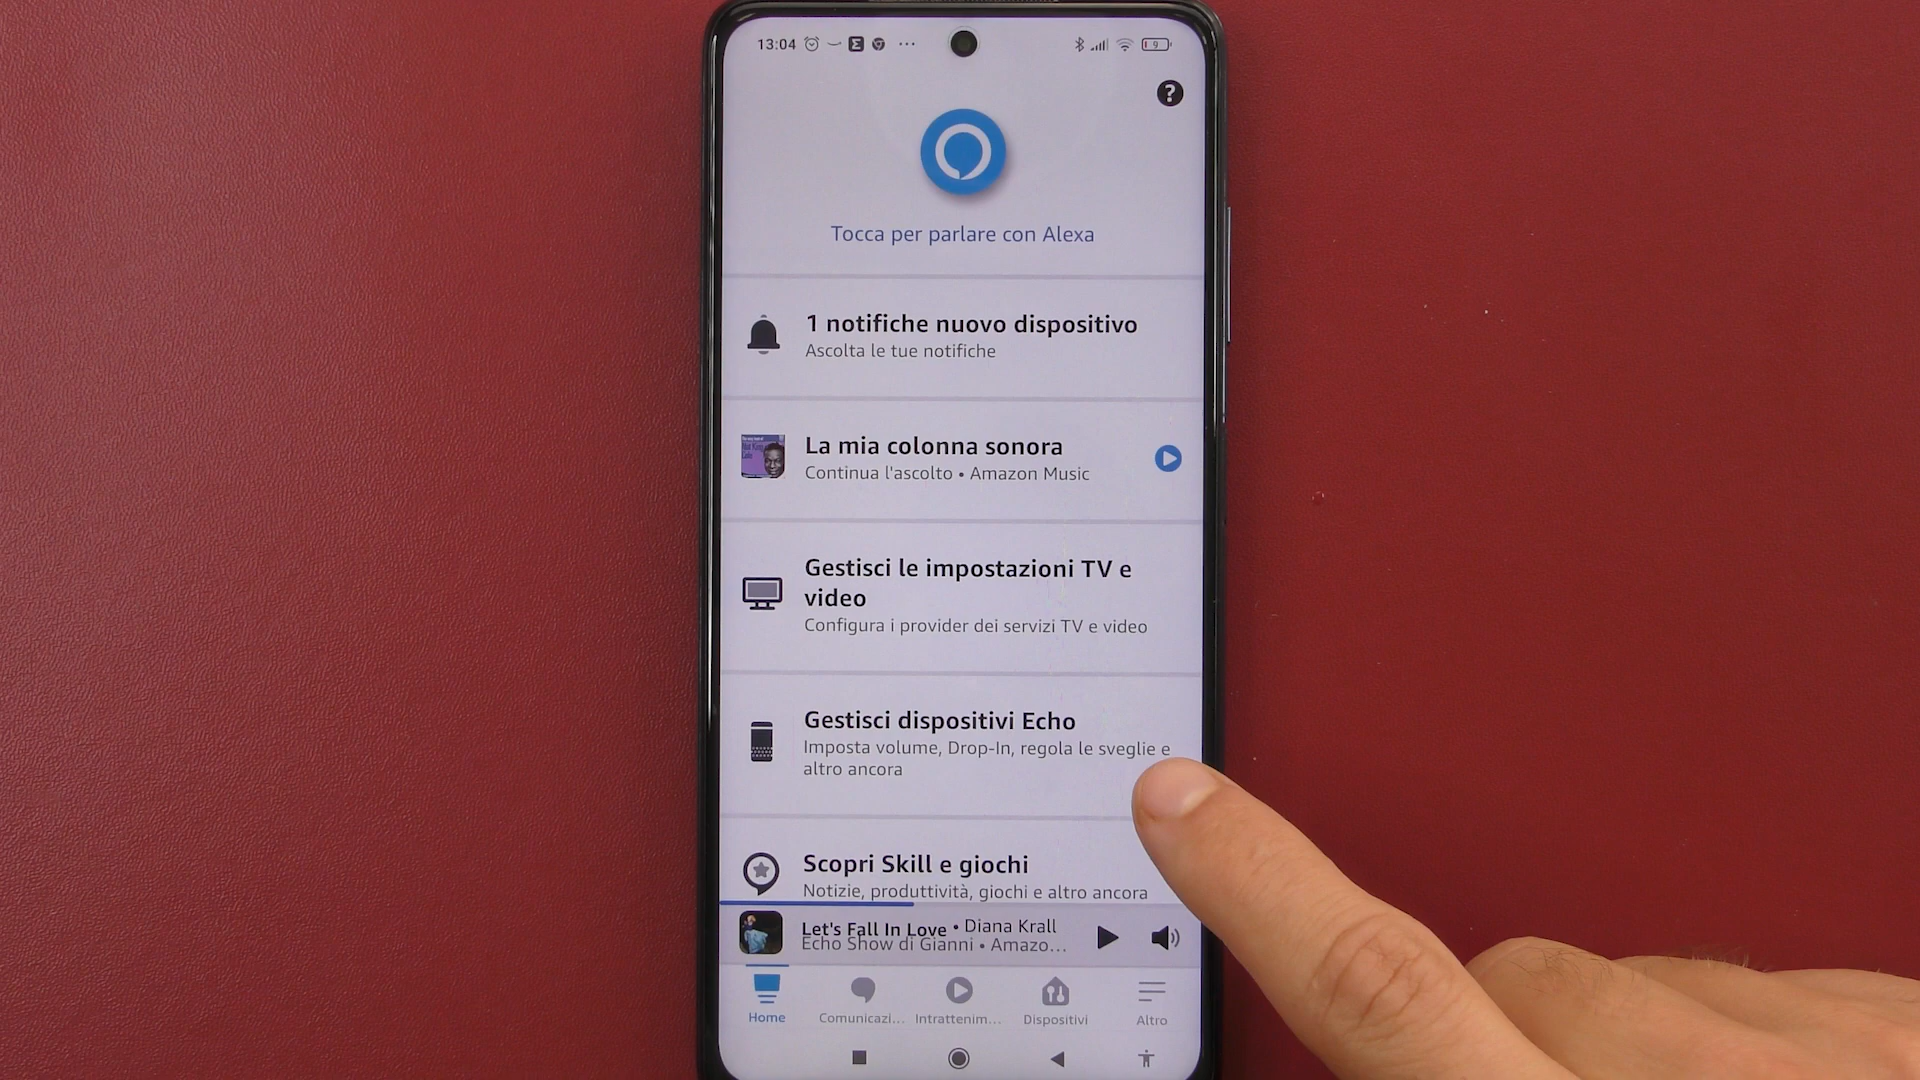 13:04
9
?
Tocca per parlare con Alexa
1 notifiche nuovo dispositivo
Ascolta le tue notifiche
La mia colonna sonora
Continua l'ascolto • Amazon Music
Gestisci le impostazioni TV e
video
Configura i provider dei servizi TV e video
Gestisci dispositivi Echo
Imposta volume, Drop-In, regola le sveglie e
altro ancora
Scopri Skill e giochi
Notizie, produttività, giochi e altro ancora
Let's Fall In Love • Diana Krall
Echo Show di Gianni • Amazo...
Home
Comunicazi...
Intrattenim...
Dispositivi
Altro